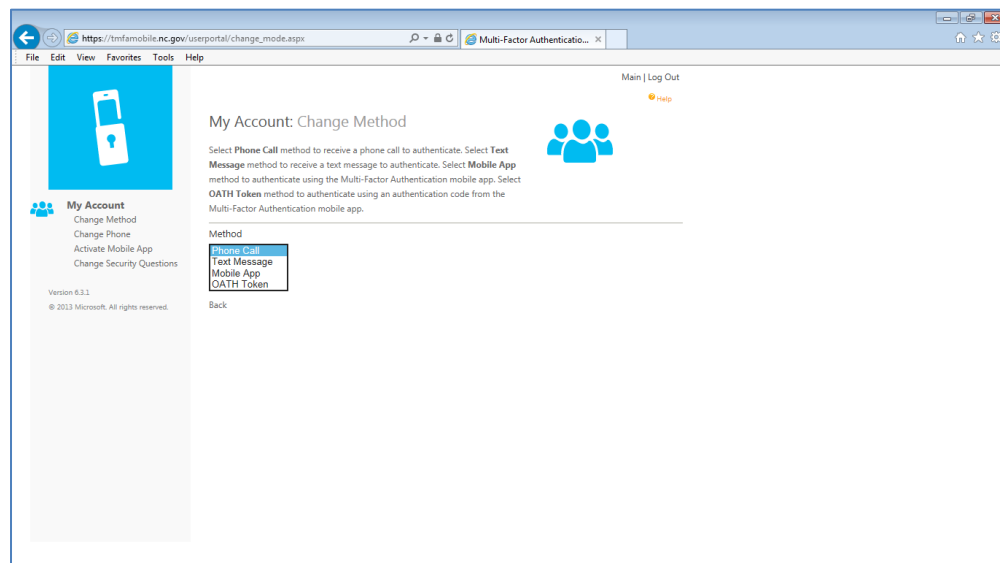 https://tmfamobile.nc.gov/userportal/change_mode.aspx
Multi-Factor Authenticatio...
File Edit View Favorites Tools Help
Main | Log Out
Help
My Account: Change Method
Select Phone Call method to receive a phone call to authenticate. Select Text
Message method to receive a text message to authenticate. Select Mobile App
method to authenticate using the Multi-Factor Authentication mobile app. Select
OATH Token method to authenticate using an authentication code from the
Multi-Factor Authentication mobile app.
My Account
Change Method
Change Phone
Activate Mobile App
Change Security Questions
Version 6.3.1
© 2013 Microsoft. All rights reserved.
Method
Phone Call
Text Message
Mobile App
OATH Token
Back